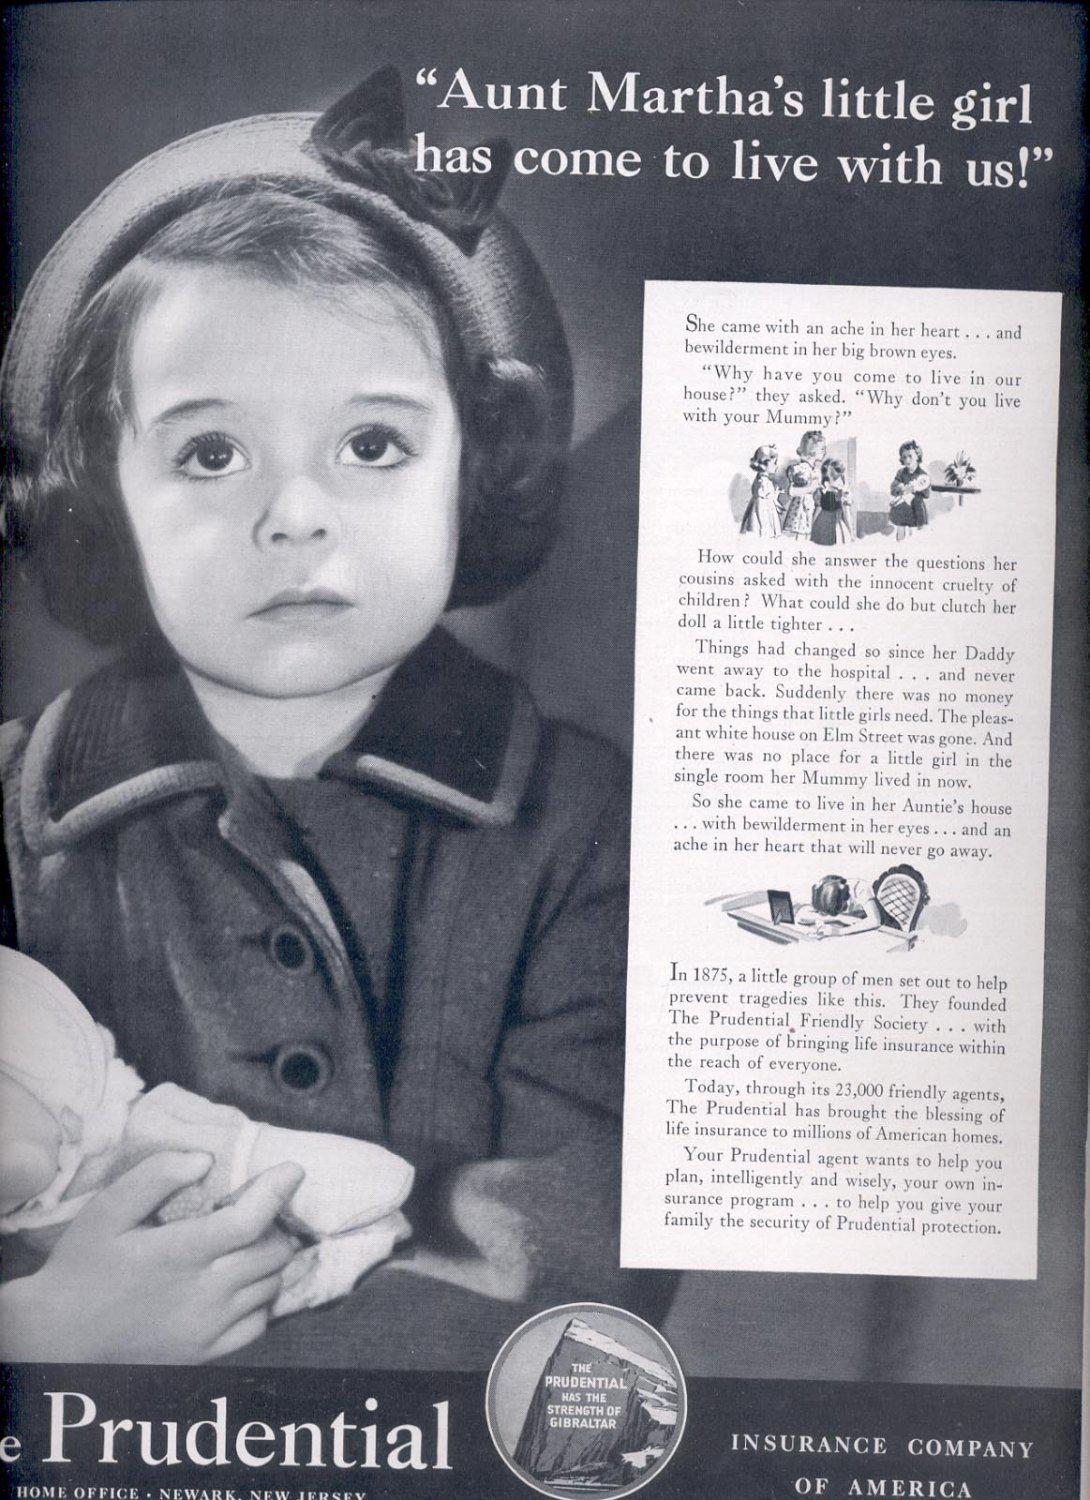 “Aunt Martha’s little girl
has come to live with us!”
She came with an ache in her heart . . . and
bewilderment in her big brown eyes.
“Why have you come to live in our
house?” they asked. “Why don’t you live
with your Mummy?”
How could she answer the questions her
cousins asked with the innocent cruelty of
children? What could she do but clutch her
doll a little tighter . . .
Things had changed so since her Daddy
went away to the hospital . . . and never
came back. Suddenly there was no money
for the things that little girls need. The pleas-
ant white house on Elm Street was gone. And
there was no place for a little girl in the
single room her Mummy lived in now.
So she came to live in her Auntie’s house
. . . with bewilderment in her eyes . . . and an
ache in her heart that will never go away.
In 1875, a little group of men set out to help
prevent tragedies like this. They founded
The Prudential Friendly Society . . . with
the purpose of bringing life insurance within
the reach of everyone.
Today, through its 23,000 friendly agents,
The Prudential has brought the blessing of
life insurance to millions of American homes.
Your Prudential agent wants to help you
plan, intelligently and wisely, your own in-
surance program . . . to help you give your
family the security of Prudential protection.
THE
PRUDENTIAL
HAS THE
STRENGTH OF
GIBRALTAR
e Prudential
HOME OFFICE · NEWARK, NEW JERSEY
INSURANCE COMPANY
OF AMERICA